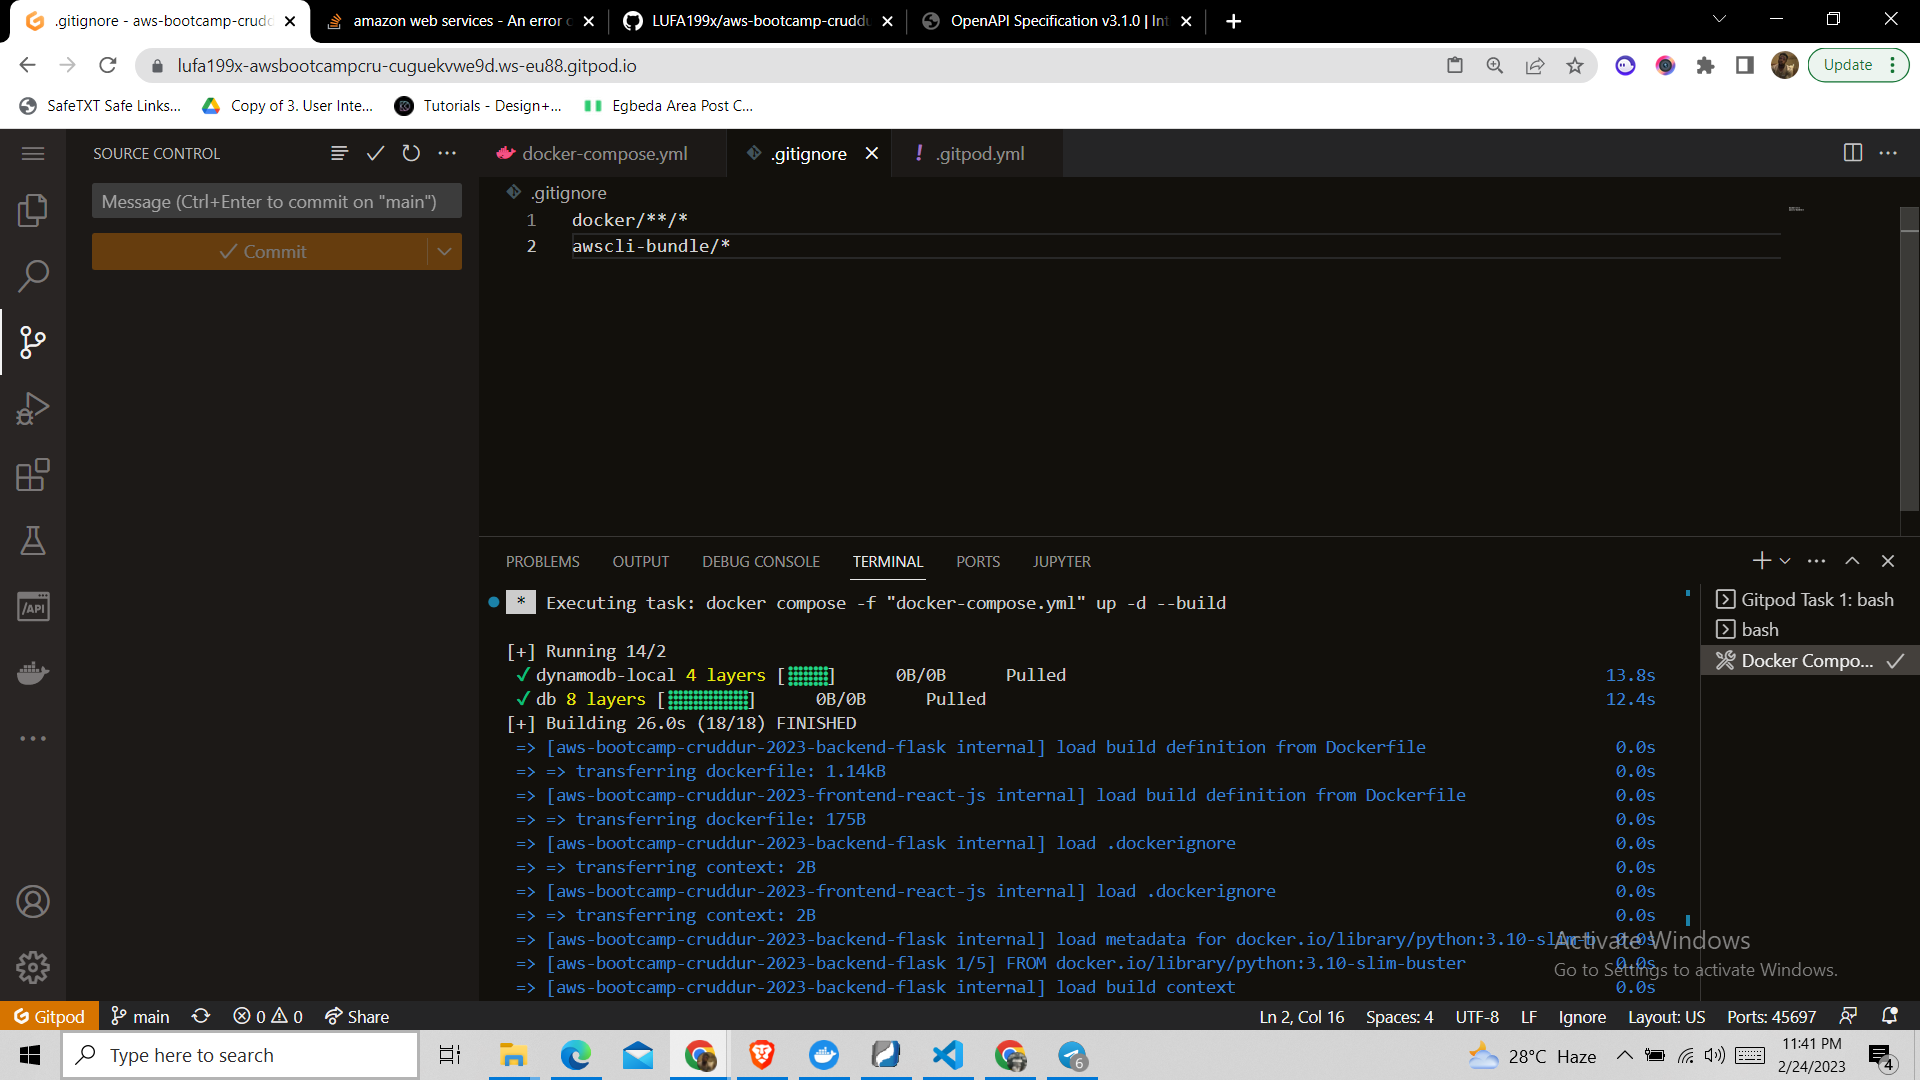 .gitignore - aws-bootcamp-crudd
amazon web services - An error
LUFA199x/aws-bootcamp-cruddu
OpenAPI Specification v3.1.0 | Int
lufa199x-awsbootcampcru-cuguekvwe9d.ws-eu88.gitpod.io
Update
SafeTXT Safe Links...
Copy of 3. User Inte...
Tutorials - Design+...
Egbeda Area Post C...
SOURCE CONTROL
docker-compose.yml
.gitignore
.gitpod.yml
Message (Ctrl+Enter to commit on "main")
Commit
.gitignore
1 docker/**/*
2 awscli-bundle/*
PROBLEMS OUTPUT DEBUG CONSOLE TERMINAL PORTS JUPYTER
* Executing task: docker compose -f "docker-compose.yml" up -d --build
[+] Running 14/2
✓ dynamodb-local 4 layers [⣿⣿⣿⣿] 0B/0B Pulled 13.8s
✓ db 8 layers [⣿⣿⣿⣿⣿⣿⣿⣿] 0B/0B Pulled 12.4s
[+] Building 26.0s (18/18) FINISHED
=> [aws-bootcamp-cruddur-2023-backend-flask internal] load build definition from Dockerfile 0.0s
=> => transferring dockerfile: 1.14kB 0.0s
=> [aws-bootcamp-cruddur-2023-frontend-react-js internal] load build definition from Dockerfile 0.0s
=> => transferring dockerfile: 175B 0.0s
=> [aws-bootcamp-cruddur-2023-backend-flask internal] load .dockerignore 0.0s
=> => transferring context: 2B 0.0s
=> [aws-bootcamp-cruddur-2023-frontend-react-js internal] load .dockerignore 0.0s
=> => transferring context: 2B 0.0s
=> [aws-bootcamp-cruddur-2023-backend-flask internal] load metadata for docker.io/library/python:3.10-slim-b 0.0s
=> [aws-bootcamp-cruddur-2023-backend-flask 1/5] FROM docker.io/library/python:3.10-slim-buster 0.0s
=> [aws-bootcamp-cruddur-2023-backend-flask internal] load build context 0.0s
Gitpod Task 1: bash
bash
Docker Compo...
Activate Windows
Go to Settings to activate Windows.
/API
Gitpod main 0 0 Share
Ln 2, Col 16 Spaces: 4 UTF-8 LF Ignore Layout: US Ports: 45697
Type here to search
6
28°C Haze
11:41 PM
2/24/2023
4